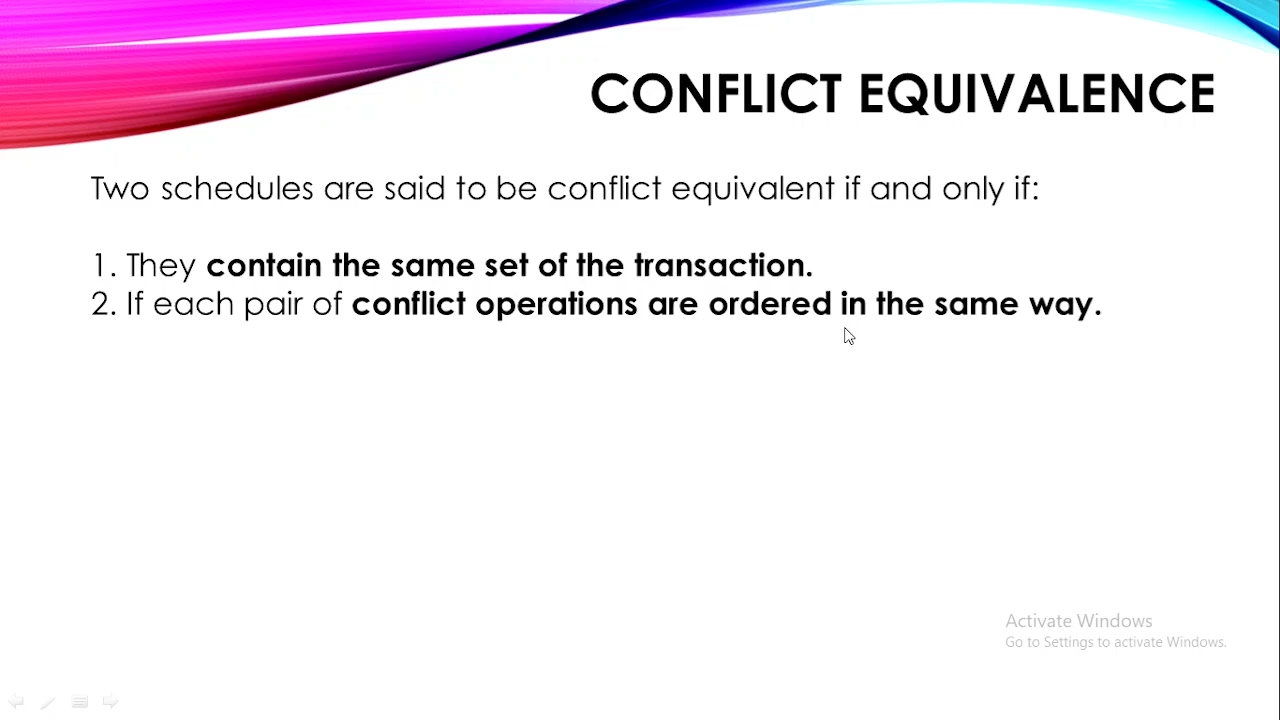 CONFLICT EQUIVALENCE
Two schedules are said to be conflict equivalent if and only if:
1. They contain the same set of the transaction.
2. If each pair of conflict operations are ordered in the same way.
Activate Windows
Go to Settings to activate Windows.